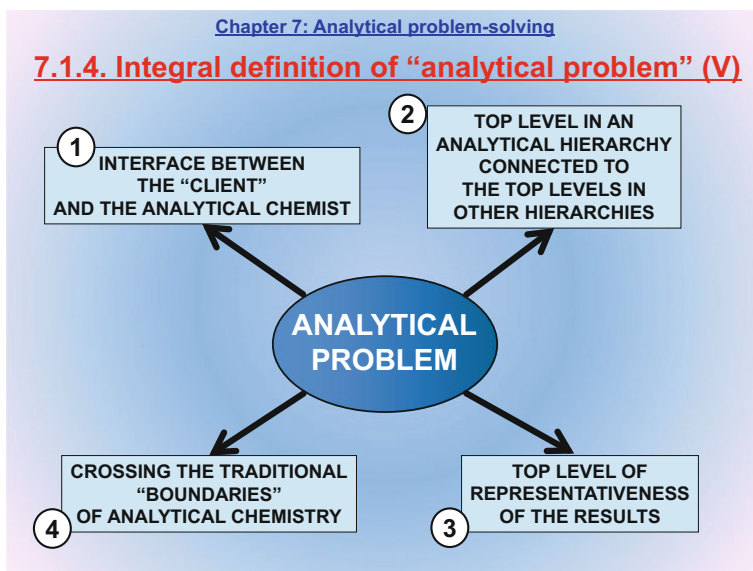 Chapter 7: Analytical problem-solving
7.1.4. Integral definition of “analytical problem” (V)
1
INTERFACE BETWEEN
THE “CLIENT”
AND THE ANALYTICAL CHEMIST
2
TOP LEVEL IN AN
ANALYTICAL HIERARCHY
CONNECTED TO
THE TOP LEVELS IN
OTHER HIERARCHIES
ANALYTICAL
PROBLEM
CROSSING THE TRADITIONAL
“BOUNDARIES”
OF ANALYTICAL CHEMISTRY
4
TOP LEVEL OF
REPRESENTATIVENESS
OF THE RESULTS
3